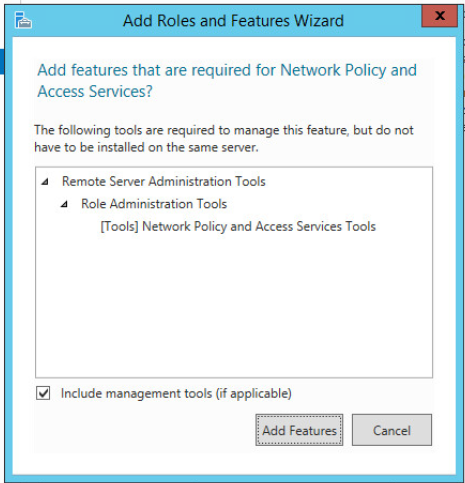 Add Roles and Features Wizard
x
Add features that are required for Network Policy and
Access Services?
The following tools are required to manage this feature, but do not
have to be installed on the same server.
Remote Server Administration Tools
Role Administration Tools
[Tools] Network Policy and Access Services Tools
Include management tools (if applicable)
Add Features
Cancel